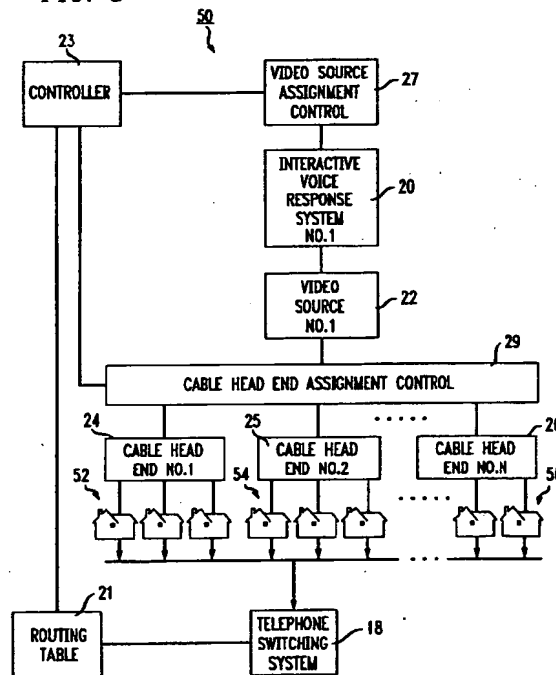 50
23
CONTROLLER
VIDEO SOURCE
ASSIGNMENT
CONTROL
27
INTERACTIVE
VOICE
RESPONSE
SYSTEM
NO.1
20
VIDEO
SOURCE
NO.1
22
29
CABLE HEAD END ASSIGNMENT CONTROL
24
CABLE HEAD
END NO.1
25
CABLE HEAD
END NO.2
CABLE HEAD
END NO.N
52
54
21
ROUTING
TABLE
TELEPHONE
SWITCHING
SYSTEM
18